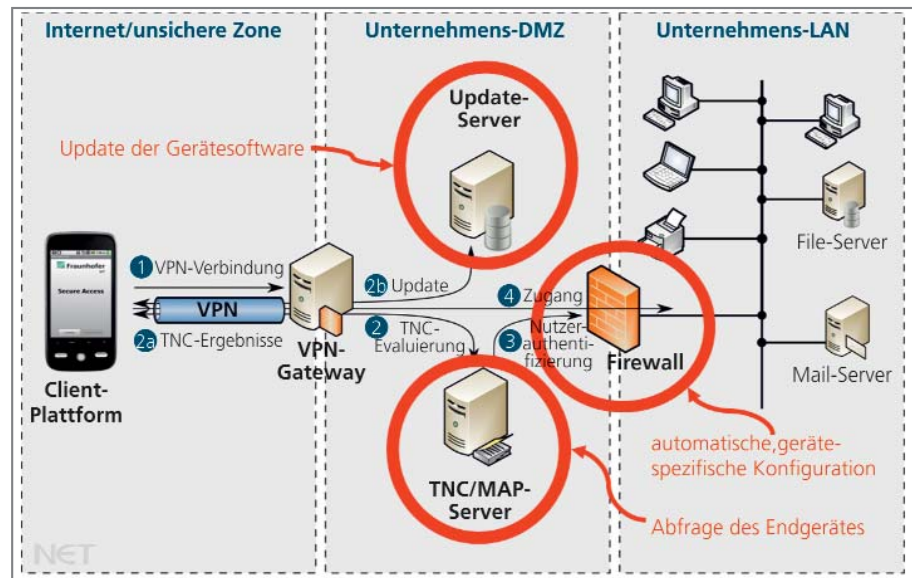 Internet/unsichere Zone
Unternehmens-DMZ
Unternehmens-LAN
Update-
Server
Update der Gerätesoftware
File-Server
Fraunhofer
Secure Access
1 VPN-Verbindung
VPN
2a TNC-Ergebnisse
VPN-
Gateway
2b Update
4 Zugang
2 TNC-
Evaluierung
3 Nutzer-
authenti-
fizierung
Firewall
Client-
Plattform
Mail-Server
TNC/MAP-
Server
automatische,geräte-
spezifische Konfiguration
Abfrage des Endgerätes
NET